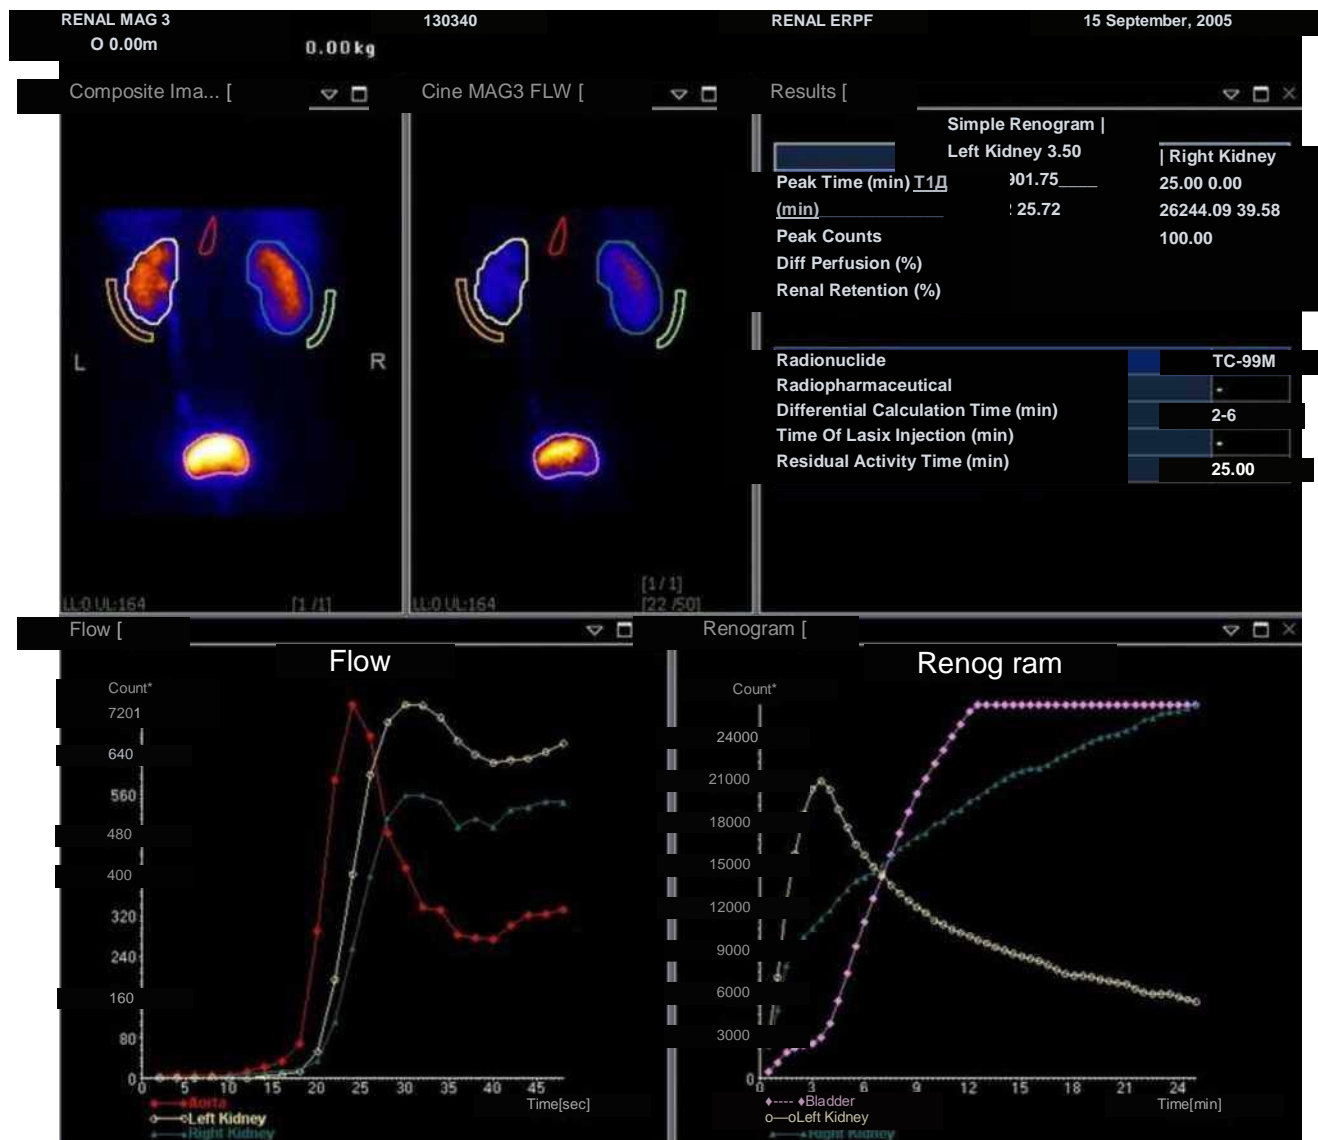 RENAL MAG 3 130340 RENAL ERPF 15 September, 2005
O 0.00m 0.00kg
Composite Ima... [ Cine MAG3 FLW [ Results [
Simple Renogram |
Left Kidney 3.50 | Right Kidney
Peak Time (min) T1Д 901.75____ 25.00 0.00
(min) : 25.72 26244.09 39.58
Peak Counts 100.00
Diff Perfusion (%)
Renal Retention (%)
L R
Radionuclide TC-99M
Radiopharmaceutical
Differential Calculation Time (min) 2-6
Time Of Lasix Injection (min)
Residual Activity Time (min) 25.00
LL:0 UL:164 [1 /1] LL:0 UL:164 [1/1]
[22 /50]
Flow [ Renogram [
Flow
Count*
7201
640
560
480
400
320
240
160
80
0
0 5 10 15 20 25 30 35 40 45
Time[sec]
Aorta
Left Kidney
Right Kidney
Renog ram
Count*
24000
21000
18000
15000
12000
9000
6000
3000
0
0 3 6 9 12 15 18 21 24
Time[min]
Bladder
Left Kidney
Right Kidney